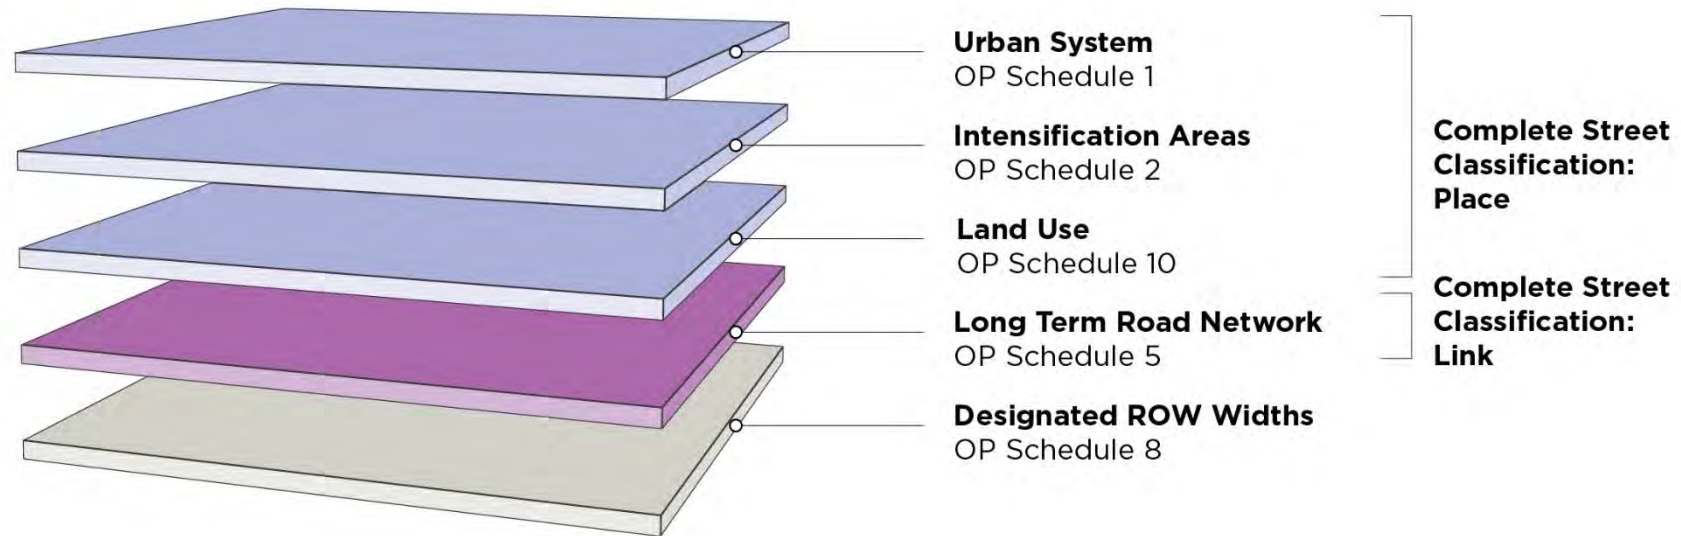 Urban System
OP Schedule 1
Intensification Areas
OP Schedule 2
Land Use
OP Schedule 10
Long Term Road Network
OP Schedule 5
Designated ROW Widths
OP Schedule 8
Complete Street
Classification:
Place
Complete Street
Classification:
Link